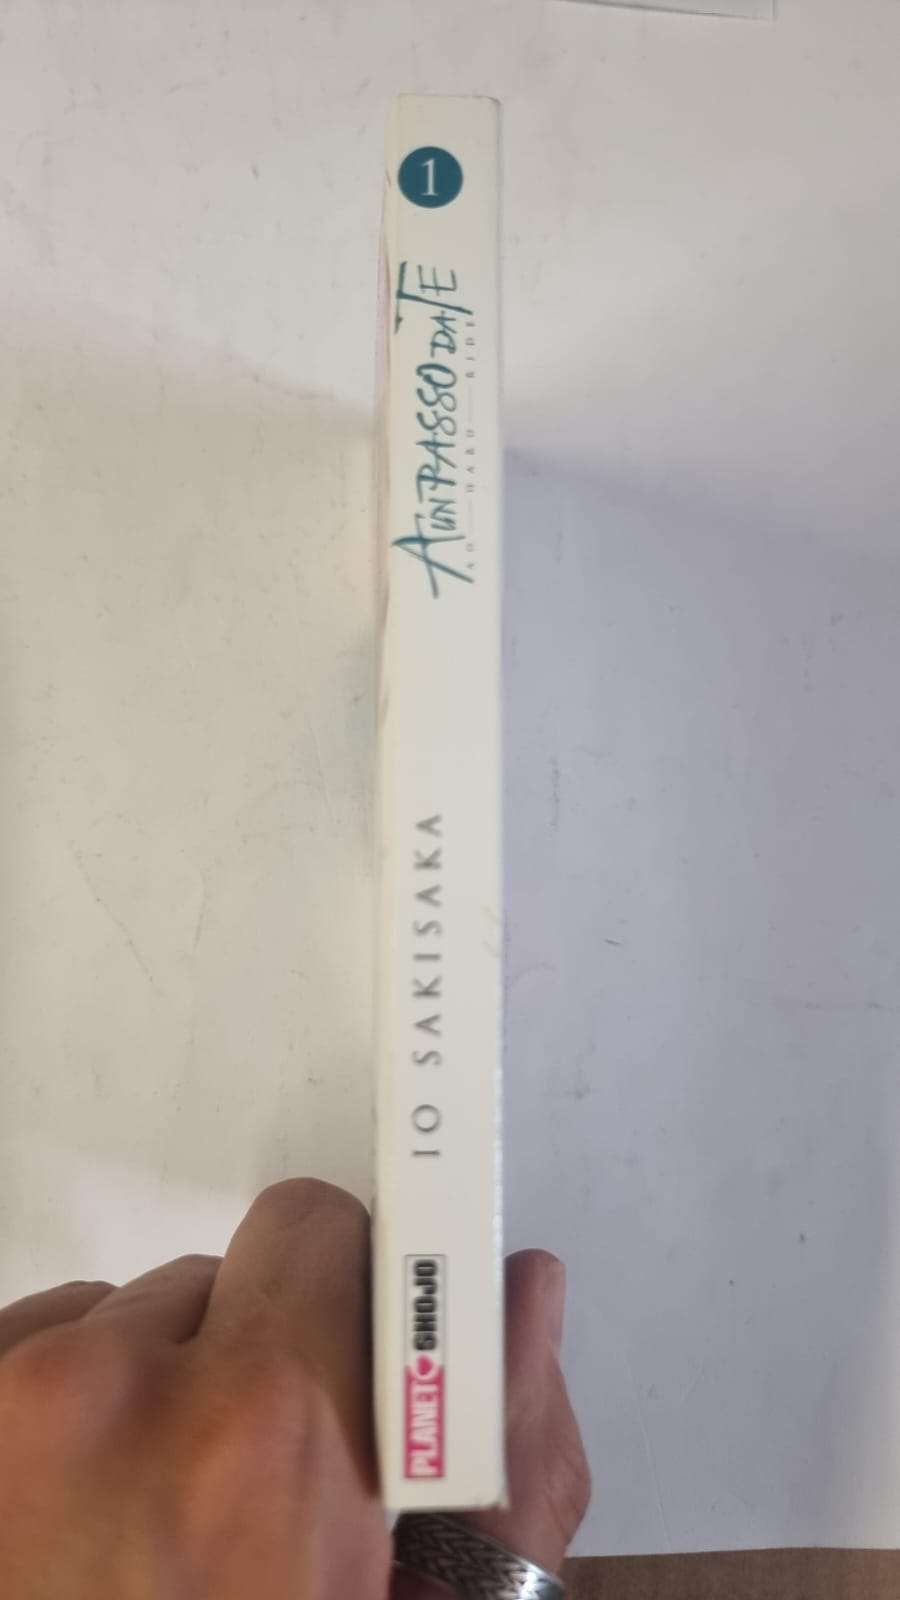 1
A UN PASSO DA TE
AO HARU RIDE
IO SAKISAKA
PLANET SHOJO